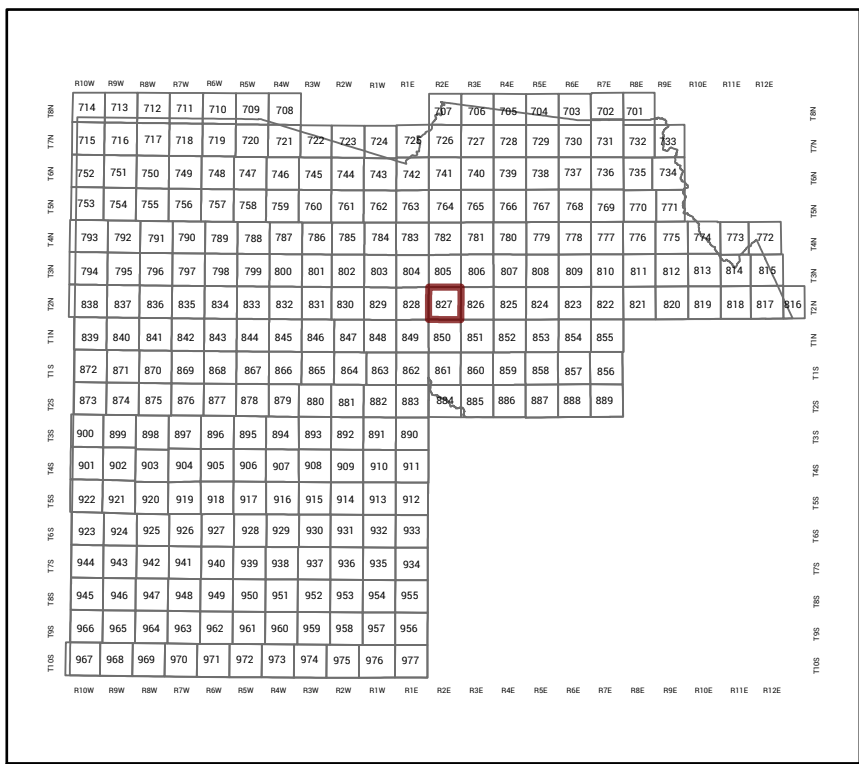 R10W R9W R8W R7W R6W R5W R4W R3W R2W R1W R1E R2E R3E R4E R5E R6E R7E R8E R9E R10E R11E R12E
T8N 714 713 712 711 710 709 708 707 706 705 704 703 702 701 T8N
T7N 715 716 717 718 719 720 721 722 723 724 725 726 727 728 729 730 731 732 733 T7N
T6N 752 751 750 749 748 747 746 745 744 743 742 741 740 739 738 737 736 735 734 T6N
T5N 753 754 755 756 757 758 759 760 761 762 763 764 765 766 767 768 769 770 771 T5N
T4N 793 792 791 790 789 788 787 786 785 784 783 782 781 780 779 778 777 776 775 774 773 772 T4N
T3N 794 795 796 797 798 799 800 801 802 803 804 805 806 807 808 809 810 811 812 813 814 815 T3N
T2N 838 837 836 835 834 833 832 831 830 829 828 827 826 825 824 823 822 821 820 819 818 817 816 T2N
T1N 839 840 841 842 843 844 845 846 847 848 849 850 851 852 853 854 855 T1N
T1S 872 871 870 869 868 867 866 865 864 863 862 861 860 859 858 857 856 T1S
T2S 873 874 875 876 877 878 879 880 881 882 883 884 885 886 887 888 889 T2S
T3S 900 899 898 897 896 895 894 893 892 891 890 T3S
T4S 901 902 903 904 905 906 907 908 909 910 911 T4S
T5S 922 921 920 919 918 917 916 915 914 913 912 T5S
T6S 923 924 925 926 927 928 929 930 931 932 933 T6S
T7S 944 943 942 941 940 939 938 937 936 935 934 T7S
T8S 945 946 947 948 949 950 951 952 953 954 955 T8S
T9S 966 965 964 963 962 961 960 959 958 957 956 T9S
T10S 967 968 969 970 971 972 973 974 975 976 977 T10S
R10W R9W R8W R7W R6W R5W R4W R3W R2W R1W R1E R2E R3E R4E R5E R6E R7E R8E R9E R10E R11E R12E